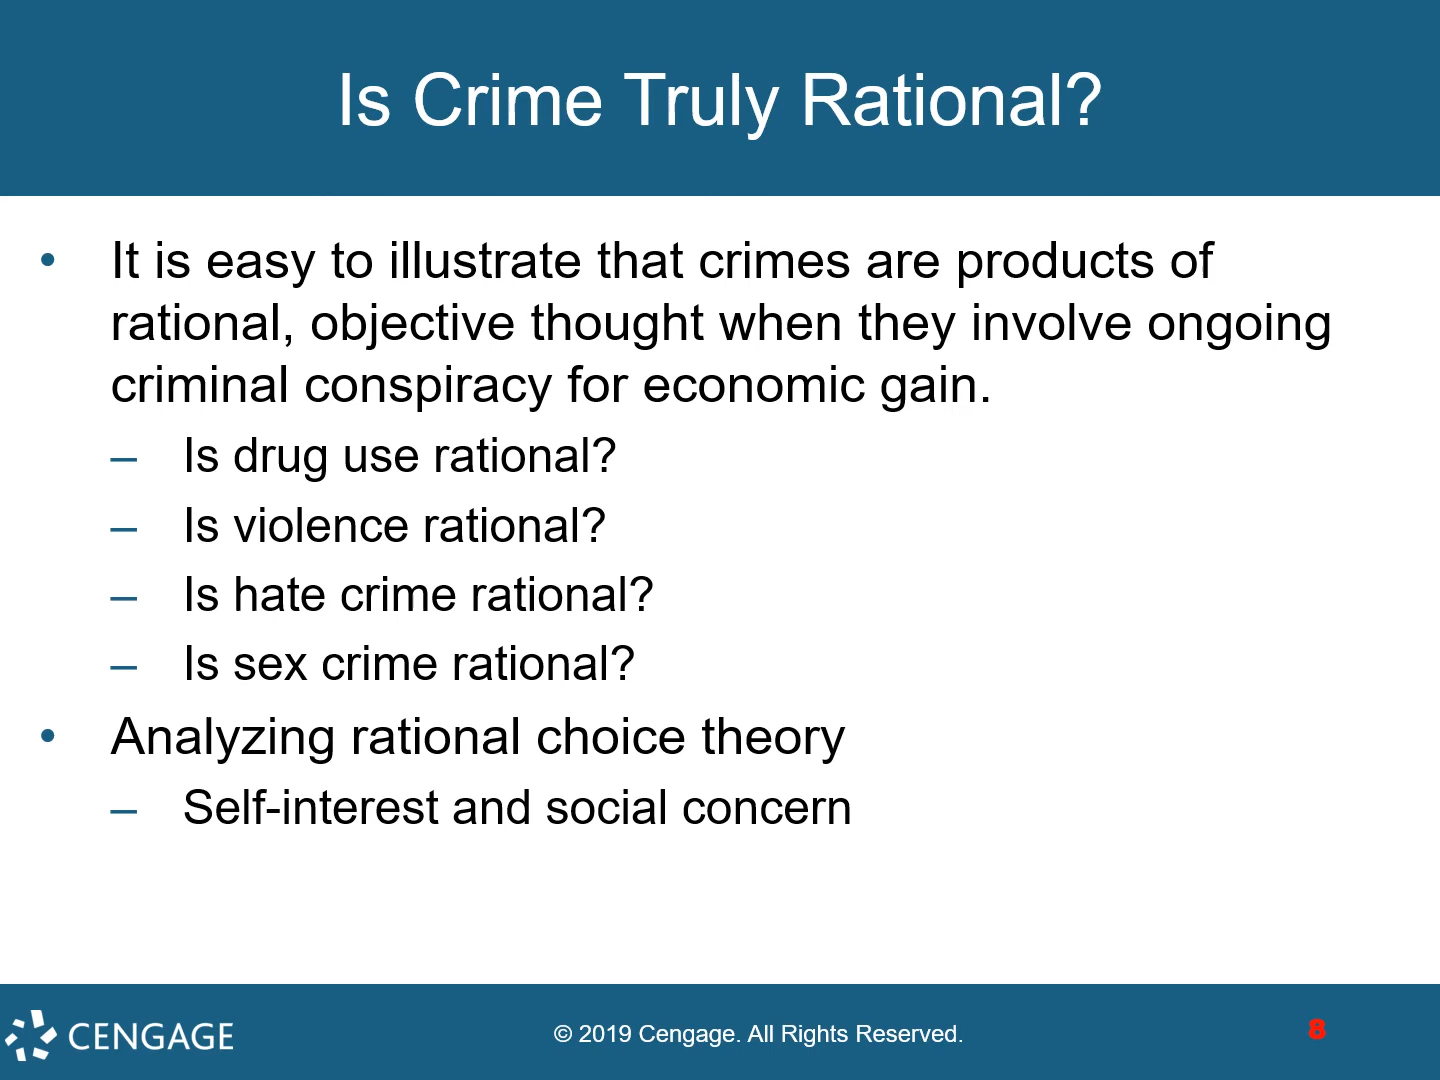 Is Crime Truly Rational?
• It is easy to illustrate that crimes are products of
rational, objective thought when they involve ongoing
criminal conspiracy for economic gain.
– Is drug use rational?
– Is violence rational?
– Is hate crime rational?
– Is sex crime rational?
• Analyzing rational choice theory
– Self-interest and social concern
CENGAGE
© 2019 Cengage. All Rights Reserved.
8